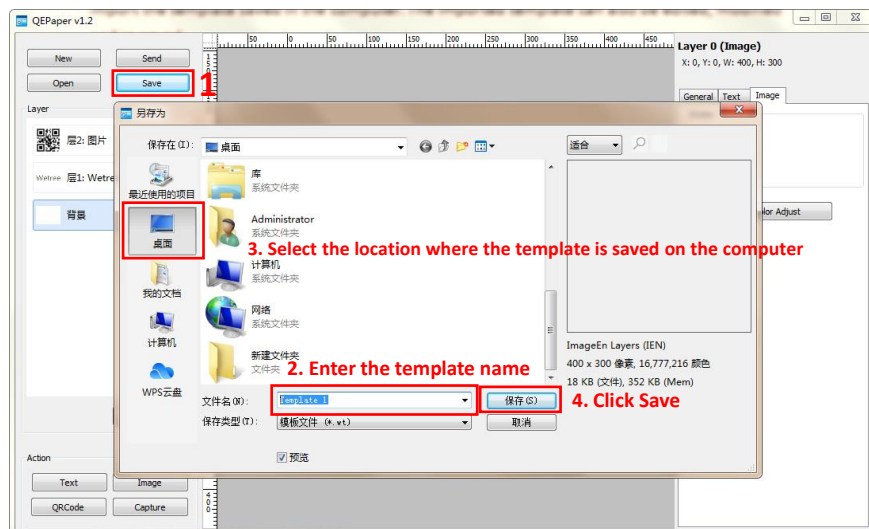 QEPaper v1.2
New
Send
Open
Save
1
Layer
层2: 图片
Wetree 层1: Wetre
背景
50 0 50 100 150 200 250 300 350 400 450
Layer 0 (Image)
X: 0, Y: 0, W: 400, H: 300
General Text Image
另存为
保存在(I):
桌面
适合
最近使用的项目
桌面
我的文档
计算机
WPS云盘
库
系统文件夹
Administrator
系统文件夹
3. Select the location where the template is saved on the computer
计算机
系统文件夹
网络
系统文件夹
新建文件夹
文件夹
2. Enter the template name
lor Adjust
ImageEn Layers (IEN)
400 x 300 像素, 16,777,216 颜色
18 KB (文件), 352 KB (Mem)
文件名(N):
Template 1
保存(S)
4. Click Save
保存类型(T):
模板文件 (*.wt)
取消
预览
Action
Text
Image
QRCode
Capture
400